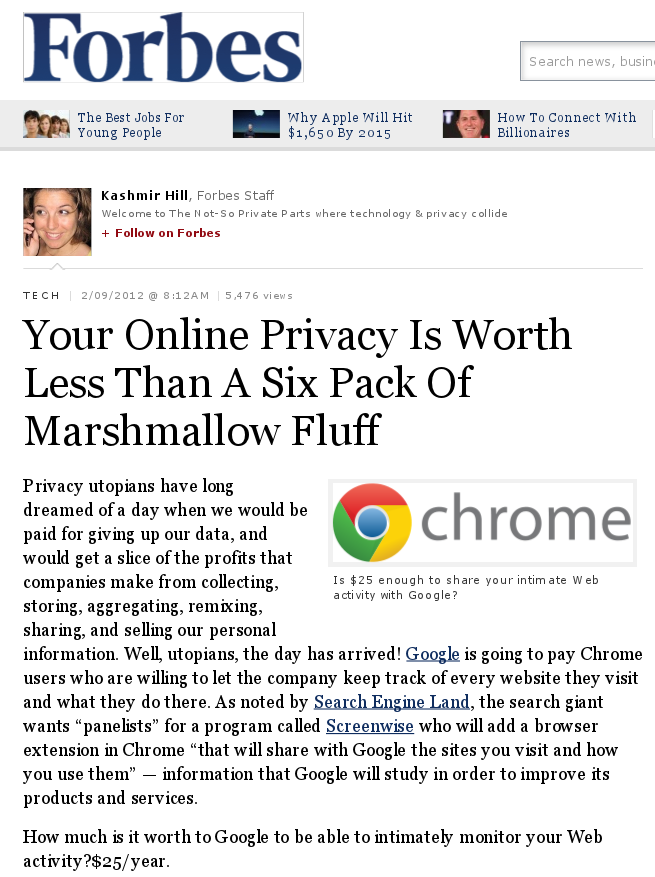 Forbes
Search news, busin
The Best Jobs For
Young People
Why Apple Will Hit
$1,650 By 2015
How To Connect With
Billionaires
Kashmir Hill, Forbes Staff
Welcome to The Not-So Private Parts where technology & privacy collide
+ Follow on Forbes
TECH | 2/09/2012 @ 8:12AM | 5,476 views
Your Online Privacy Is Worth
Less Than A Six Pack Of
Marshmallow Fluff
Privacy utopians have long
dreamed of a day when we would be
paid for giving up our data, and
would get a slice of the profits that
companies make from collecting,
storing, aggregating, remixing,
sharing, and selling our personal
chrome
Is $25 enough to share your intimate Web
activity with Google?
information. Well, utopians, the day has arrived! Google is going to pay Chrome
users who are willing to let the company keep track of every website they visit
and what they do there. As noted by Search Engine Land, the search giant
wants “panelists” for a program called Screenwise who will add a browser
extension in Chrome “that will share with Google the sites you visit and how
you use them” — information that Google will study in order to improve its
products and services.
How much is it worth to Google to be able to intimately monitor your Web
activity?$25/year.